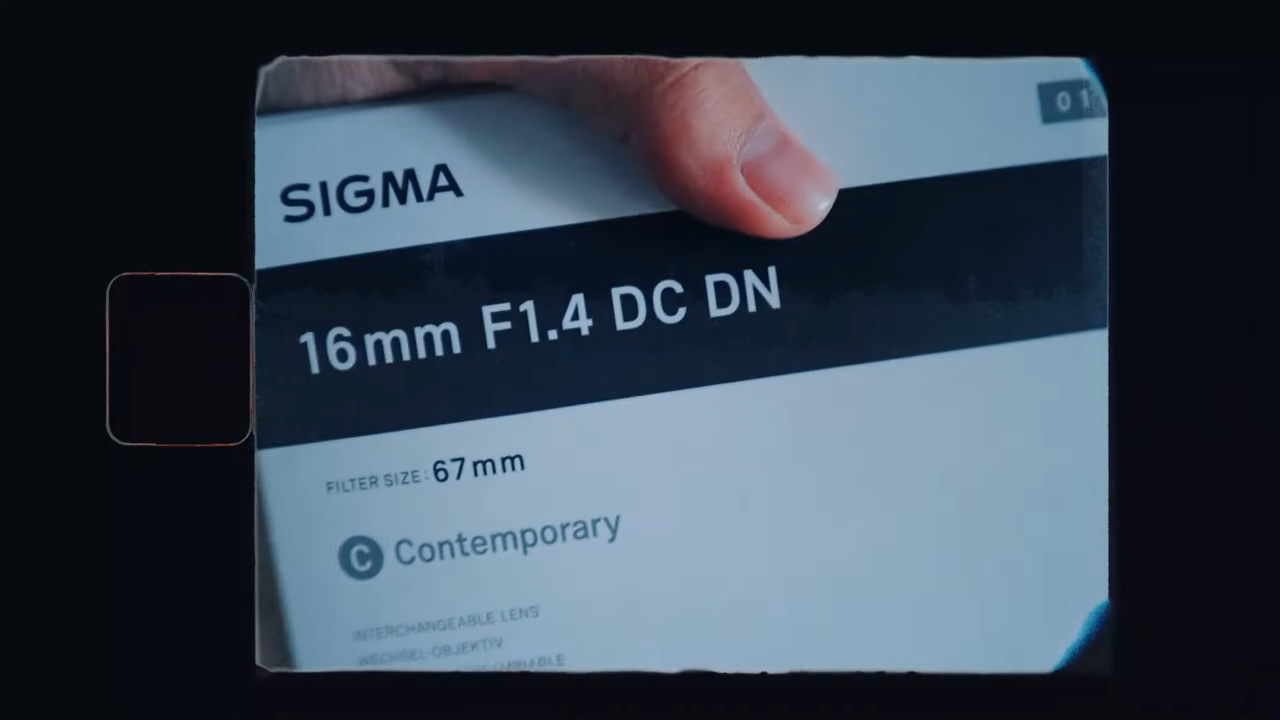 01
SIGMA
16mm F1.4 DC DN
FILTER SIZE: 67mm
C Contemporary
INTERCHANGEABLE LENS
WECHSEL-OBJEKTIV